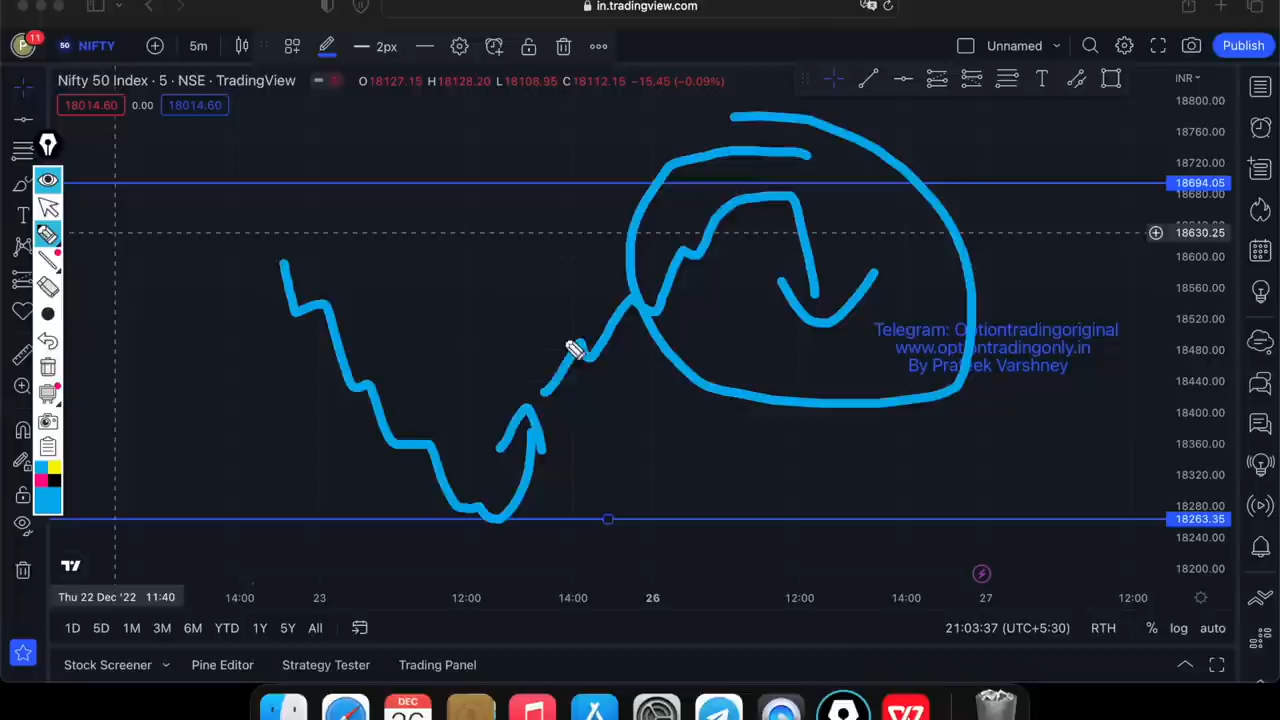 in.tradingview.com
P 11 50 NIFTY 5m 2px Unnamed Publish
Nifty 50 Index · 5 · NSE · TradingView O18127.15 H18128.20 L18108.95 C18112.15 −15.45 (−0.09%) INR
18014.60 0.00 18014.60
18800.00
18760.00
18720.00
18694.05
18680.00
18630.25
18600.00
18560.00
18520.00
18480.00
18440.00
18400.00
18360.00
18320.00
18280.00
18263.35
18240.00
18200.00
Telegram: Optiontradingoriginal
www.optiontradingonly.in
By Prateek Varshney
Thu 22 Dec '22 11:40 14:00 23 12:00 14:00 26 12:00 14:00 27 12:00
1D 5D 1M 3M 6M YTD 1Y 5Y All 21:03:37 (UTC+5:30) RTH % log auto
Stock Screener Pine Editor Strategy Tester Trading Panel
DEC